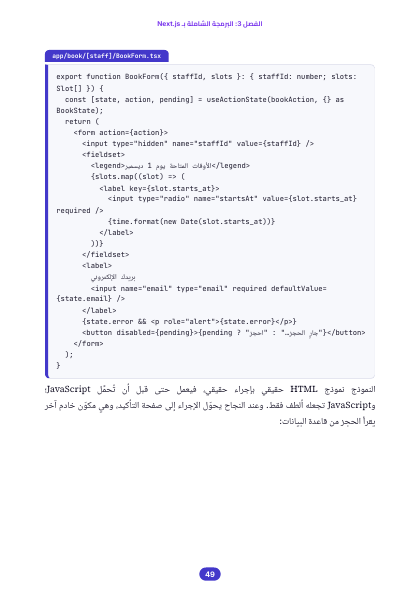 الفصل 3: البرمجة الشاملة بـ Next.js
app/book/[staff]/BookForm.tsx
export function BookForm({ staffId, slots }: { staffId: number; slots:
Slot[] }) {
const [state, action, pending] = useActionState(bookAction, {} as
BookState);
return (
<form action={action}>
<input type="hidden" name="staffId" value={staffId} />
<fieldset>
<legend>الأوقات المتاحة يوم 1 ديسمبر</legend>
{slots.map((slot) => (
<label key={slot.starts_at}>
<input type="radio" name="startsAt" value={slot.starts_at}
required />
{time.format(new Date(slot.starts_at))}
</label>
))}
</fieldset>
<label>
بريدك الإلكتروني
<input name="email" type="email" required defaultValue=
{state.email} />
</label>
{state.error && <p role="alert">{state.error}</p>}
<button disabled={pending}>{pending ? "جارٍ الحجز…" : "احجز"}</button>
</form>
);
}
النموذج نموذج HTML حقيقي بإجراء حقيقي، فيعمل حتى قبل أن تُحمَّل JavaScript؛
وJavaScript تجعله ألطف فقط. وعند النجاح يحوّل الإجراء إلى صفحة التأكيد، وهي مكوّن خادم آخر
يقرأ الحجز من قاعدة البيانات:
49